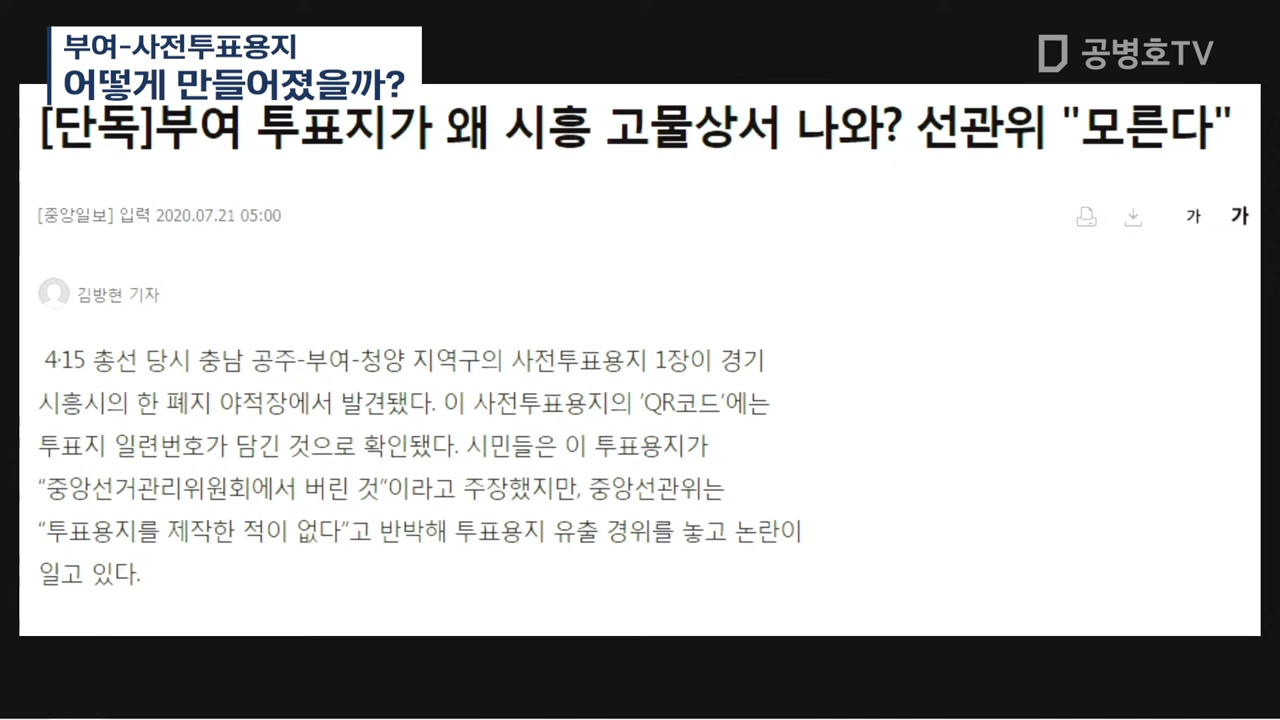 부여-사전투표용지
어떻게 만들어졌을까?
공병호TV
[단독]부여 투표지가 왜 시흥 고물상서 나와? 선관위 "모른다"
[중앙일보] 입력 2020.07.21 05:00
가 가
김방현 기자
4·15 총선 당시 충남 공주-부여-청양 지역구의 사전투표용지 1장이 경기
시흥시의 한 폐지 야적장에서 발견됐다. 이 사전투표용지의 ‘QR코드’에는
투표지 일련번호가 담긴 것으로 확인됐다. 시민들은 이 투표용지가
“중앙선거관리위원회에서 버린 것”이라고 주장했지만, 중앙선관위는
“투표용지를 제작한 적이 없다”고 반박해 투표용지 유출 경위를 놓고 논란이
일고 있다.